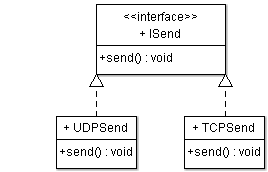 <<interface>>
+ ISend
+send() : void
+ UDPSend
+send() : void
+ TCPSend
+send() : void